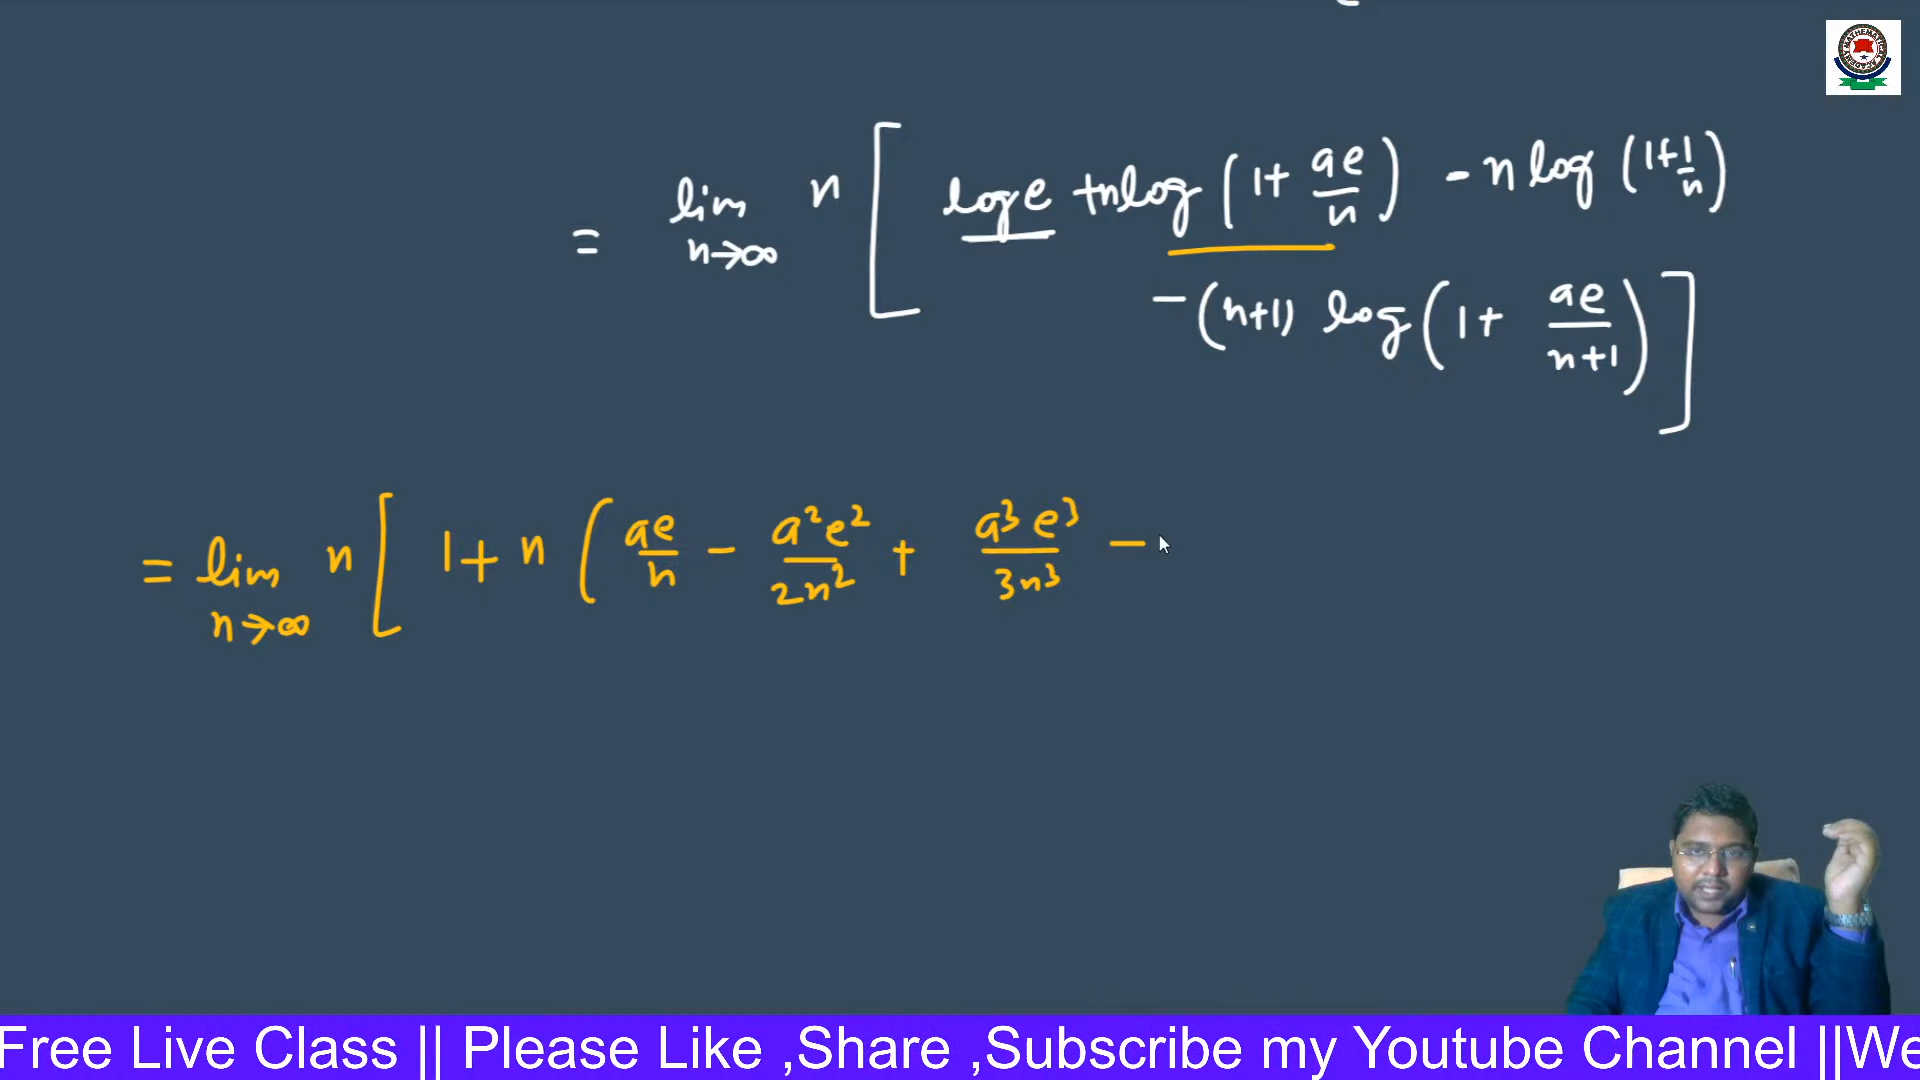 = lim n→∞ n [ log e + n log (1 + ae/n) - n log (1 + 1/n)
- (n+1) log (1 + ae/(n+1)) ]
= lim n→∞ n [ 1 + n ( ae/n - a²e²/2n² + a³e³/3n³ -
Free Live Class || Please Like ,Share ,Subscribe my Youtube Channel ||We